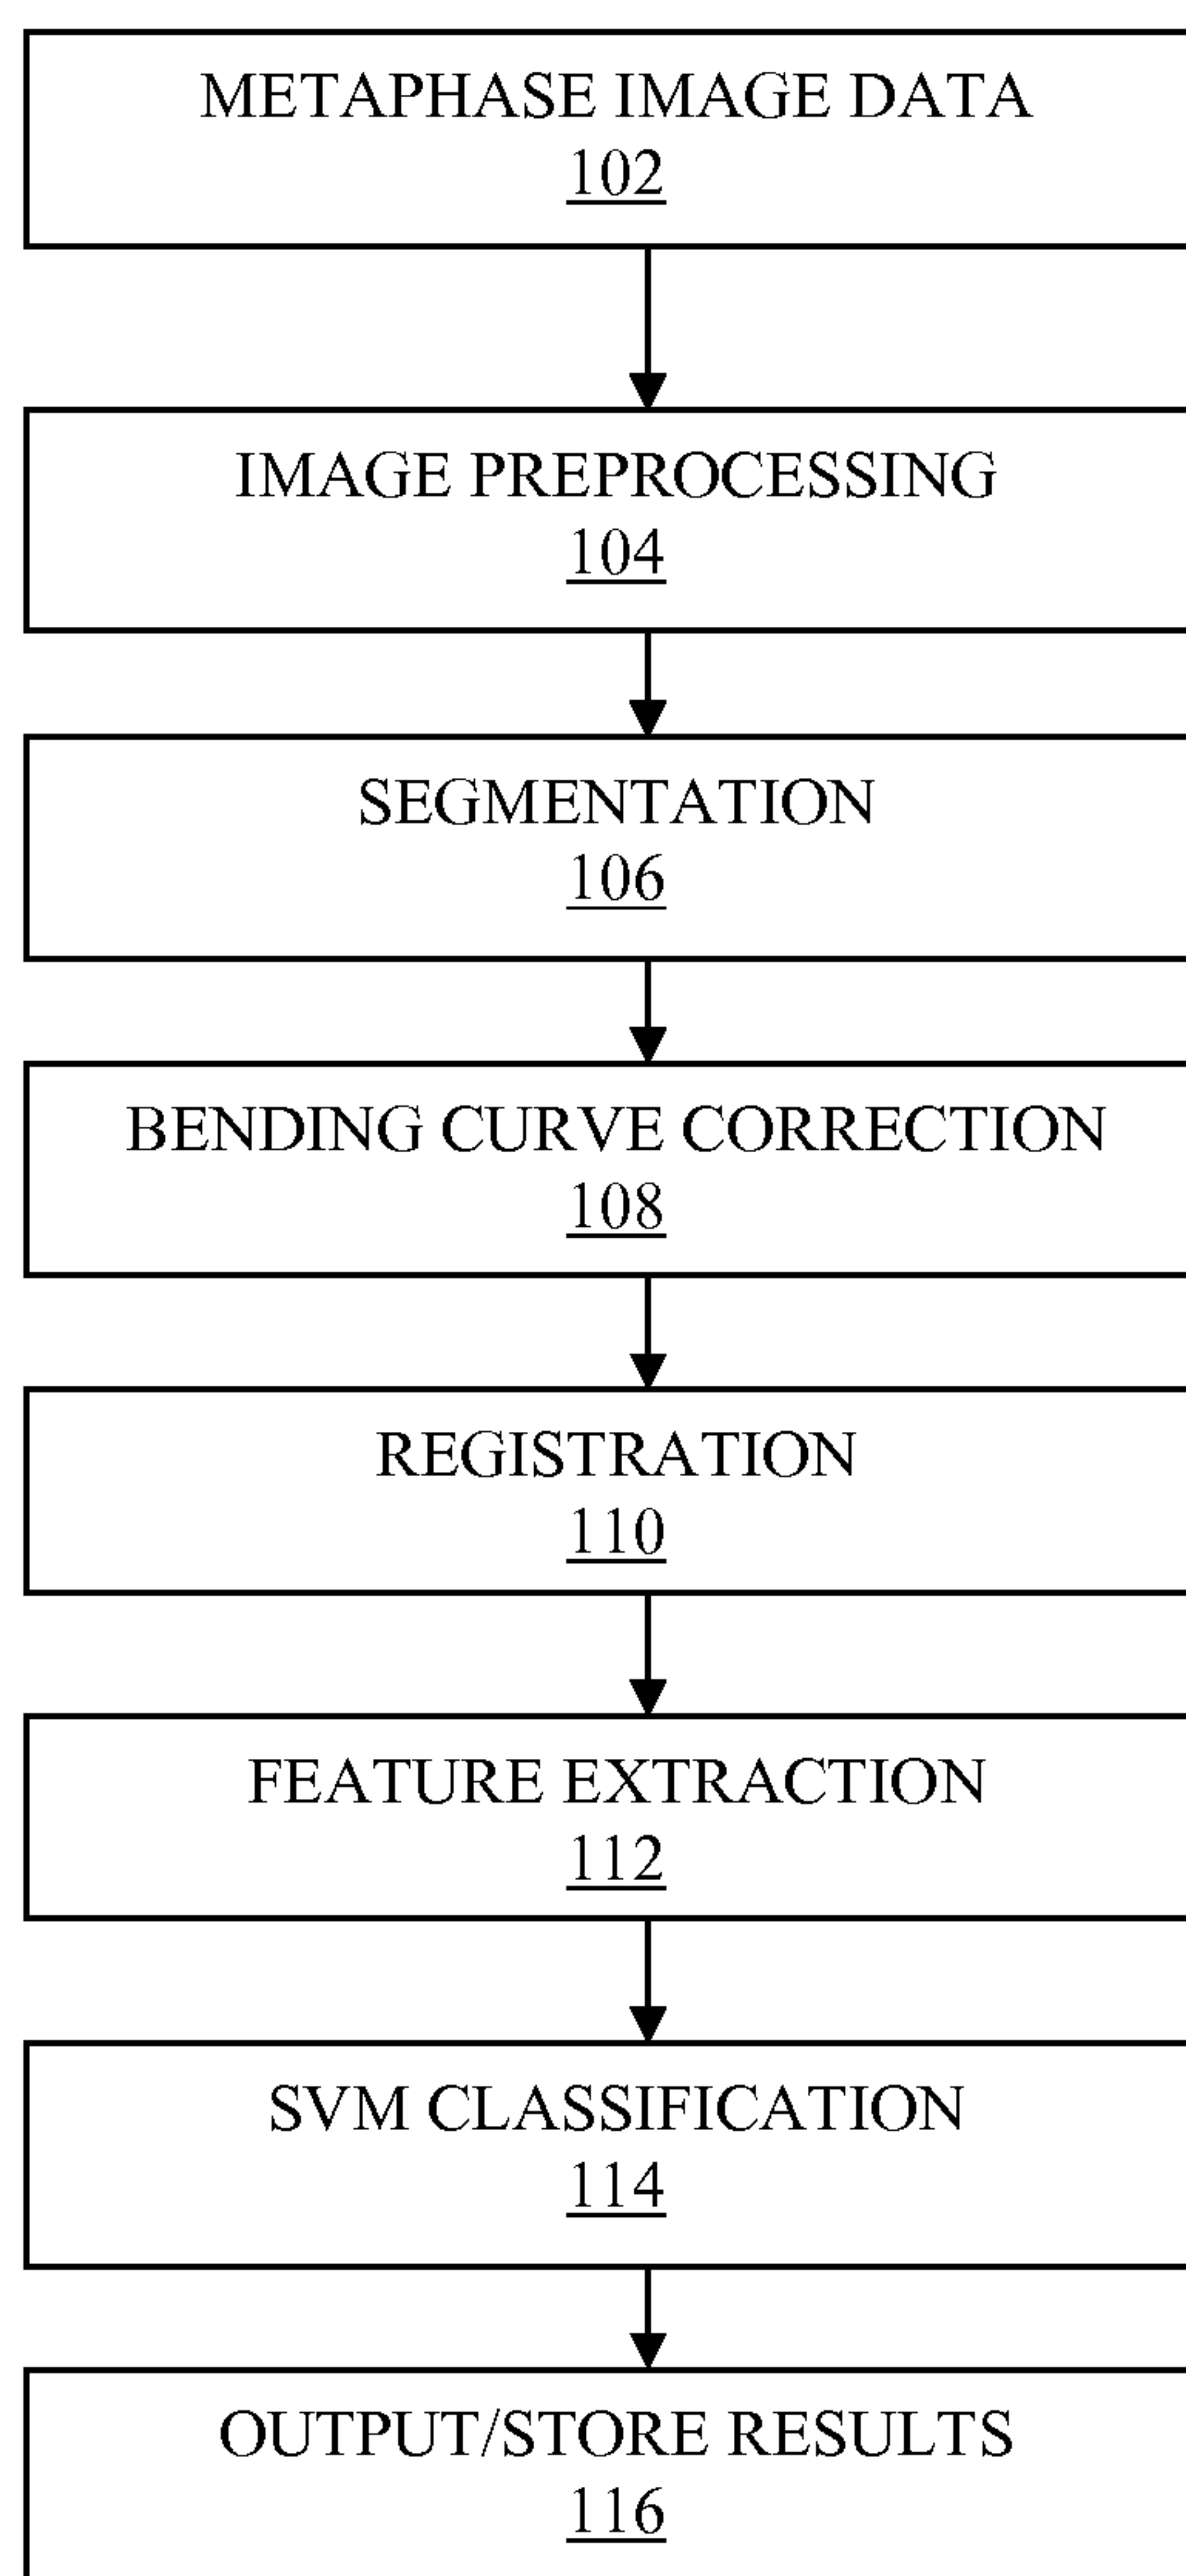 METAPHASE IMAGE DATA
102
IMAGE PREPROCESSING
104
SEGMENTATION
106
BENDING CURVE CORRECTION
108
REGISTRATION
110
FEATURE EXTRACTION
112
SVM CLASSIFICATION
114
OUTPUT/STORE RESULTS
116